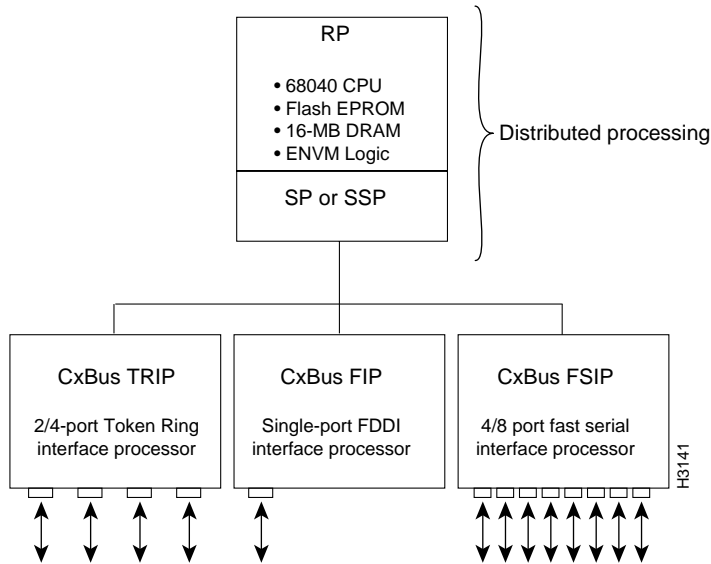 RP
• 68040 CPU
• Flash EPROM
• 16-MB DRAM
• ENVM Logic
Distributed processing
SP or SSP
CxBus TRIP
2/4-port Token Ring
interface processor
CxBus FIP
Single-port FDDI
interface processor
CxBus FSIP
4/8 port fast serial
interface processor
H3141